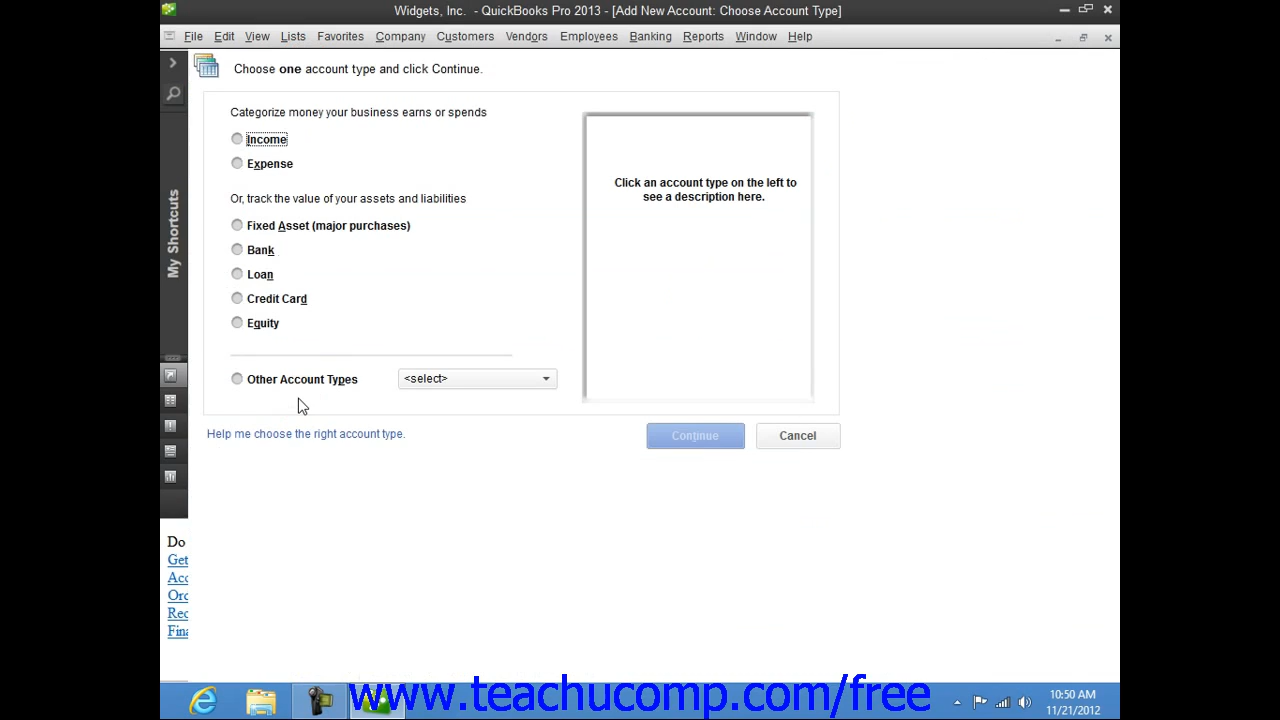 Widgets, Inc. - QuickBooks Pro 2013 - [Add New Account: Choose Account Type]
File Edit View Lists Favorites Company Customers Vendors Employees Banking Reports Window Help
Choose one account type and click Continue.
Categorize money your business earns or spends
Income
Expense
Or, track the value of your assets and liabilities
Fixed Asset (major purchases)
Bank
Loan
Credit Card
Equity
Other Account Types
<select>
Click an account type on the left to
see a description here.
Help me choose the right account type.
Continue
Cancel
My Shortcuts
Do
Get
Acc
Ord
Rec
Fina
www.teachucomp.com/free
10:50 AM
11/21/2012